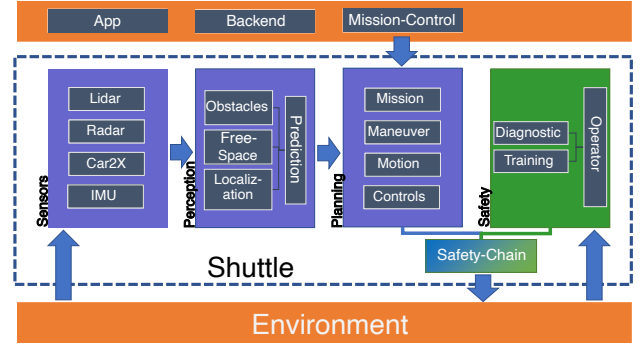 App
Backend
Mission-Control
Lidar
Radar
Car2X
IMU
Sensors
Obstacles
Free-
Space
Localiz-
ation
Prediction
Perception
Mission
Maneuver
Motion
Controls
Planning
Diagnostic
Training
Operator
Safety
Safety-Chain
Shuttle
Environment